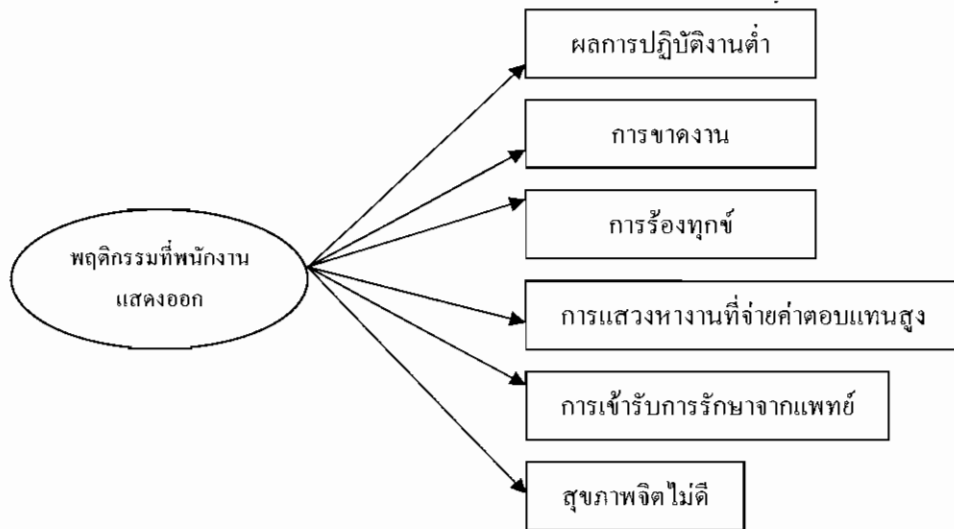 ผลการปฏิบัติงานต่ำ
การขาดงาน
การร้องทุกข์
พฤติกรรมที่พนักงาน
แสดงออก
การแสวงหางานที่จ่ายค่าตอบแทนสูง
การเข้ารับการรักษาจากแพทย์
สุขภาพจิตไม่ดี